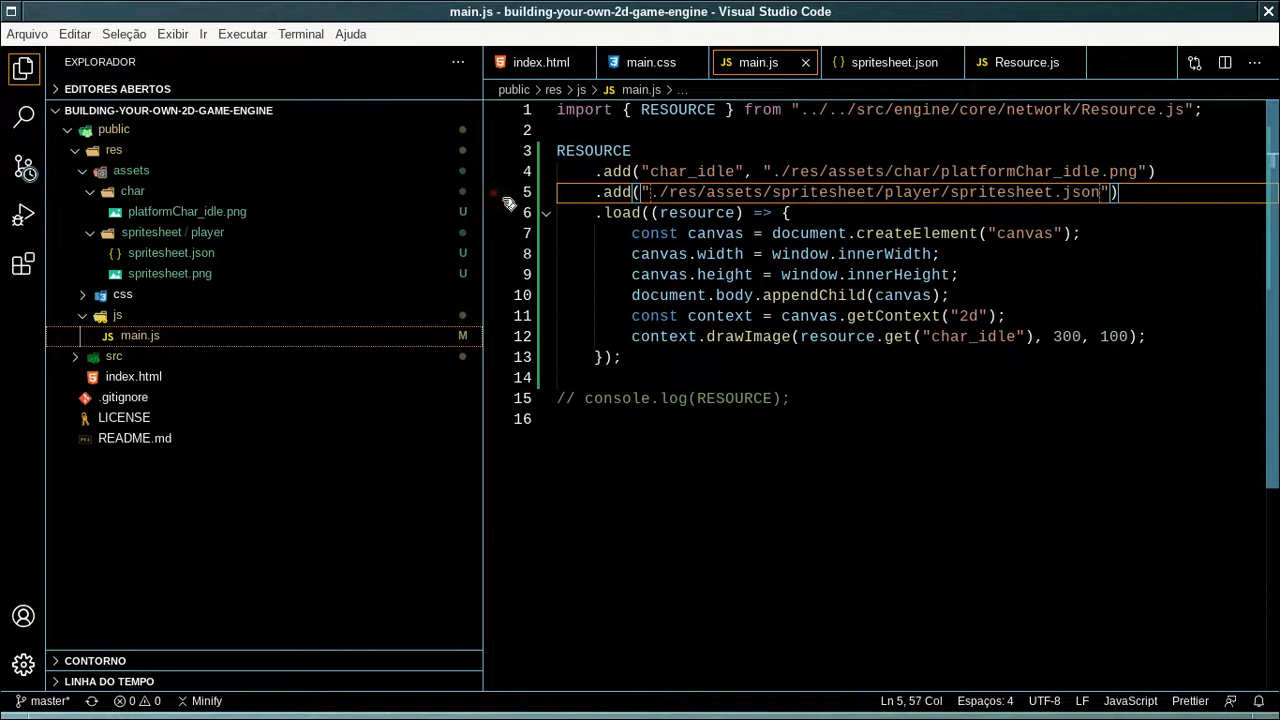 main.js - building-your-own-2d-game-engine - Visual Studio Code
Arquivo Editar Seleção Exibir Ir Executar Terminal Ajuda
EXPLORADOR
EDITORES ABERTOS
BUILDING-YOUR-OWN-2D-GAME-ENGINE
public
res
assets
char
platformChar_idle.png U
spritesheet / player
spritesheet.json U
spritesheet.png U
css
js
main.js M
src
index.html
.gitignore
LICENSE
README.md
CONTORNO
LINHA DO TEMPO
index.html main.css main.js spritesheet.json Resource.js
public > res > js > main.js > ...
1 import { RESOURCE } from "../../src/engine/core/network/Resource.js";
2
3 RESOURCE
4 .add("char_idle", "./res/assets/char/platformChar_idle.png")
5 .add("./res/assets/spritesheet/player/spritesheet.json")
6 .load((resource) => {
7 const canvas = document.createElement("canvas");
8 canvas.width = window.innerWidth;
9 canvas.height = window.innerHeight;
10 document.body.appendChild(canvas);
11 const context = canvas.getContext("2d");
12 context.drawImage(resource.get("char_idle"), 300, 100);
13 });
14
15 // console.log(RESOURCE);
16
master* 0 0 Minify Ln 5, 57 Col Espaços: 4 UTF-8 LF JavaScript Prettier